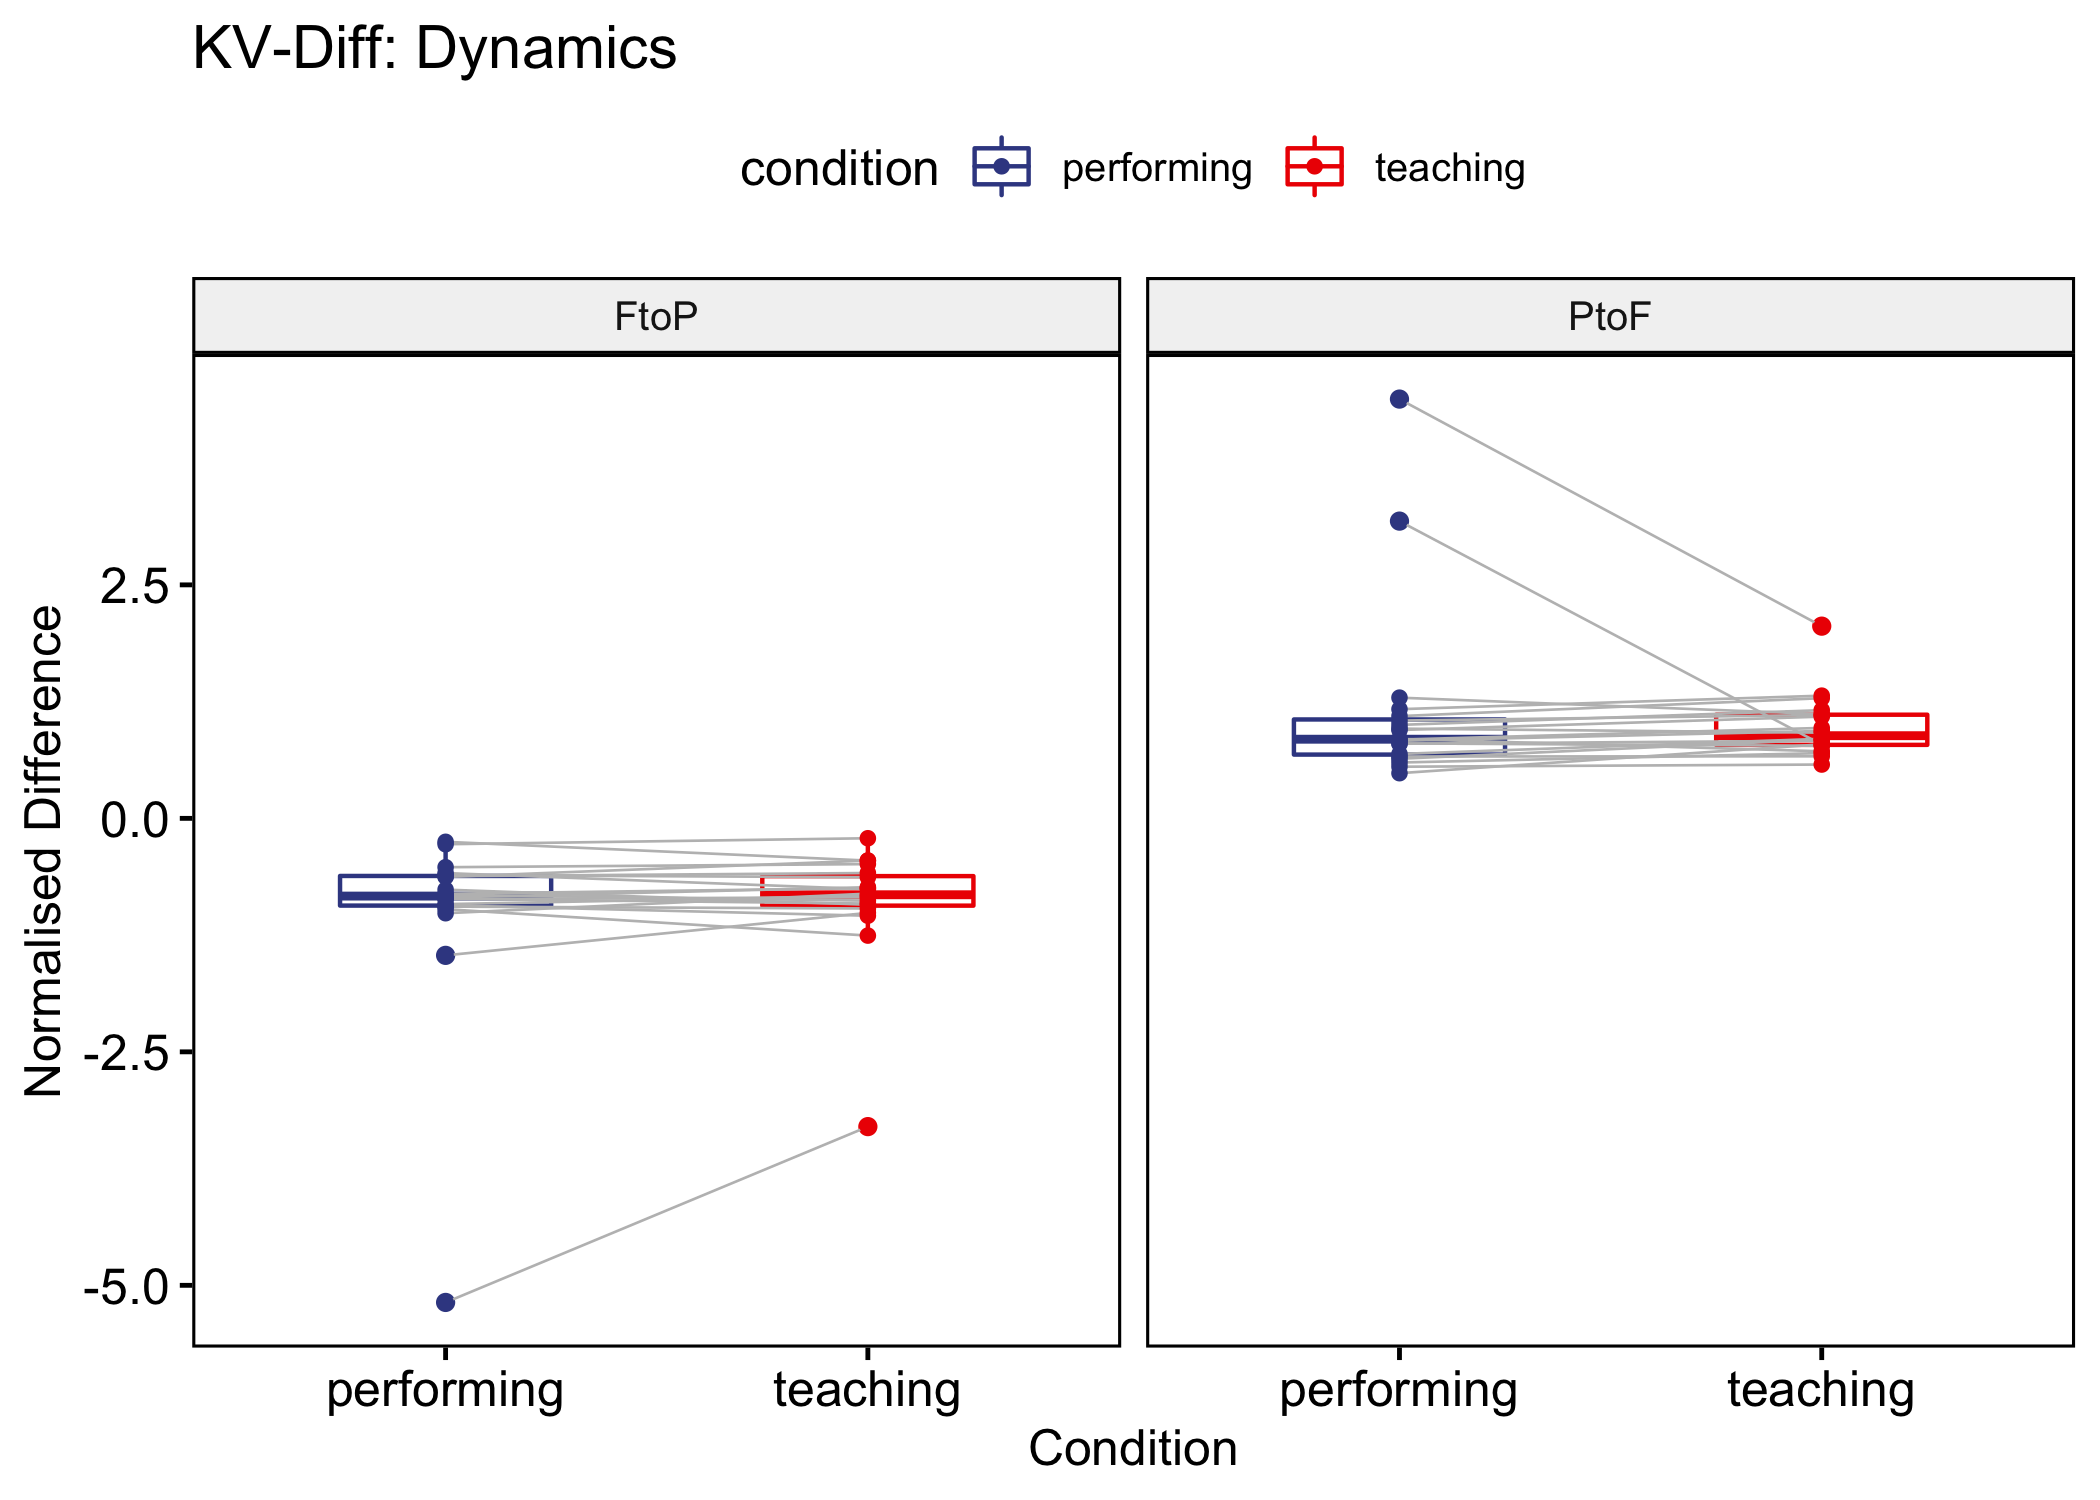 KV-Diff: Dynamics
condition performing teaching
FtoP PtoF
Normalised Difference
2.5
0.0
-2.5
-5.0
performing teaching performing teaching
Condition